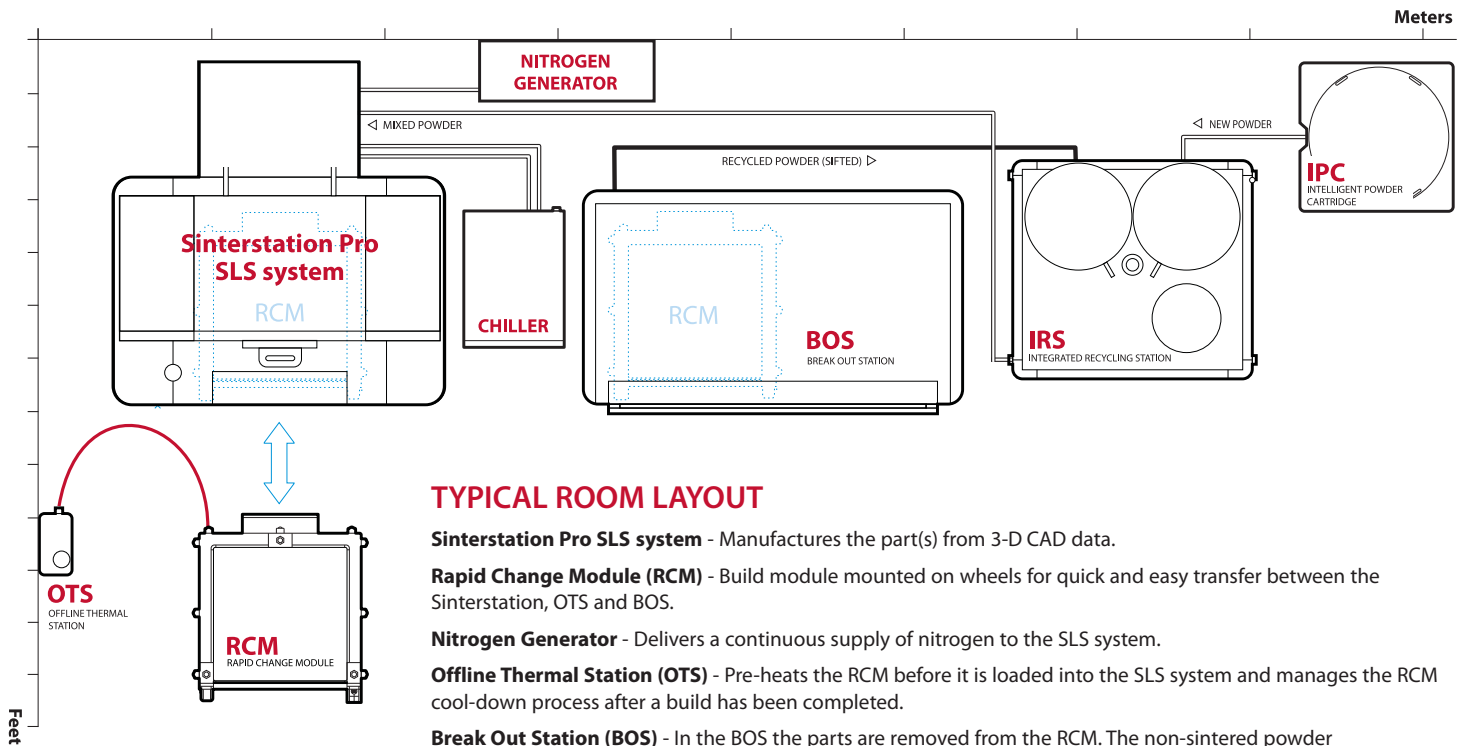 Meters
NITROGEN
GENERATOR
◁ MIXED POWDER
◁ NEW POWDER
RECYCLED POWDER (SIFTED) ▷
IPC
INTELLIGENT POWDER
CARTRIDGE
Sinterstation Pro
SLS system
RCM
CHILLER
RCM
BOS
BREAK OUT STATION
IRS
INTEGRATED RECYCLING STATION
OTS
OFFLINE THERMAL
STATION
RCM
RAPID CHANGE MODULE
Feet
TYPICAL ROOM LAYOUT
Sinterstation Pro SLS system - Manufactures the part(s) from 3-D CAD data.
Rapid Change Module (RCM) - Build module mounted on wheels for quick and easy transfer between the
Sinterstation, OTS and BOS.
Nitrogen Generator - Delivers a continuous supply of nitrogen to the SLS system.
Offline Thermal Station (OTS) - Pre-heats the RCM before it is loaded into the SLS system and manages the RCM
cool-down process after a build has been completed.
Break Out Station (BOS) - In the BOS the parts are removed from the RCM. The non-sintered powder